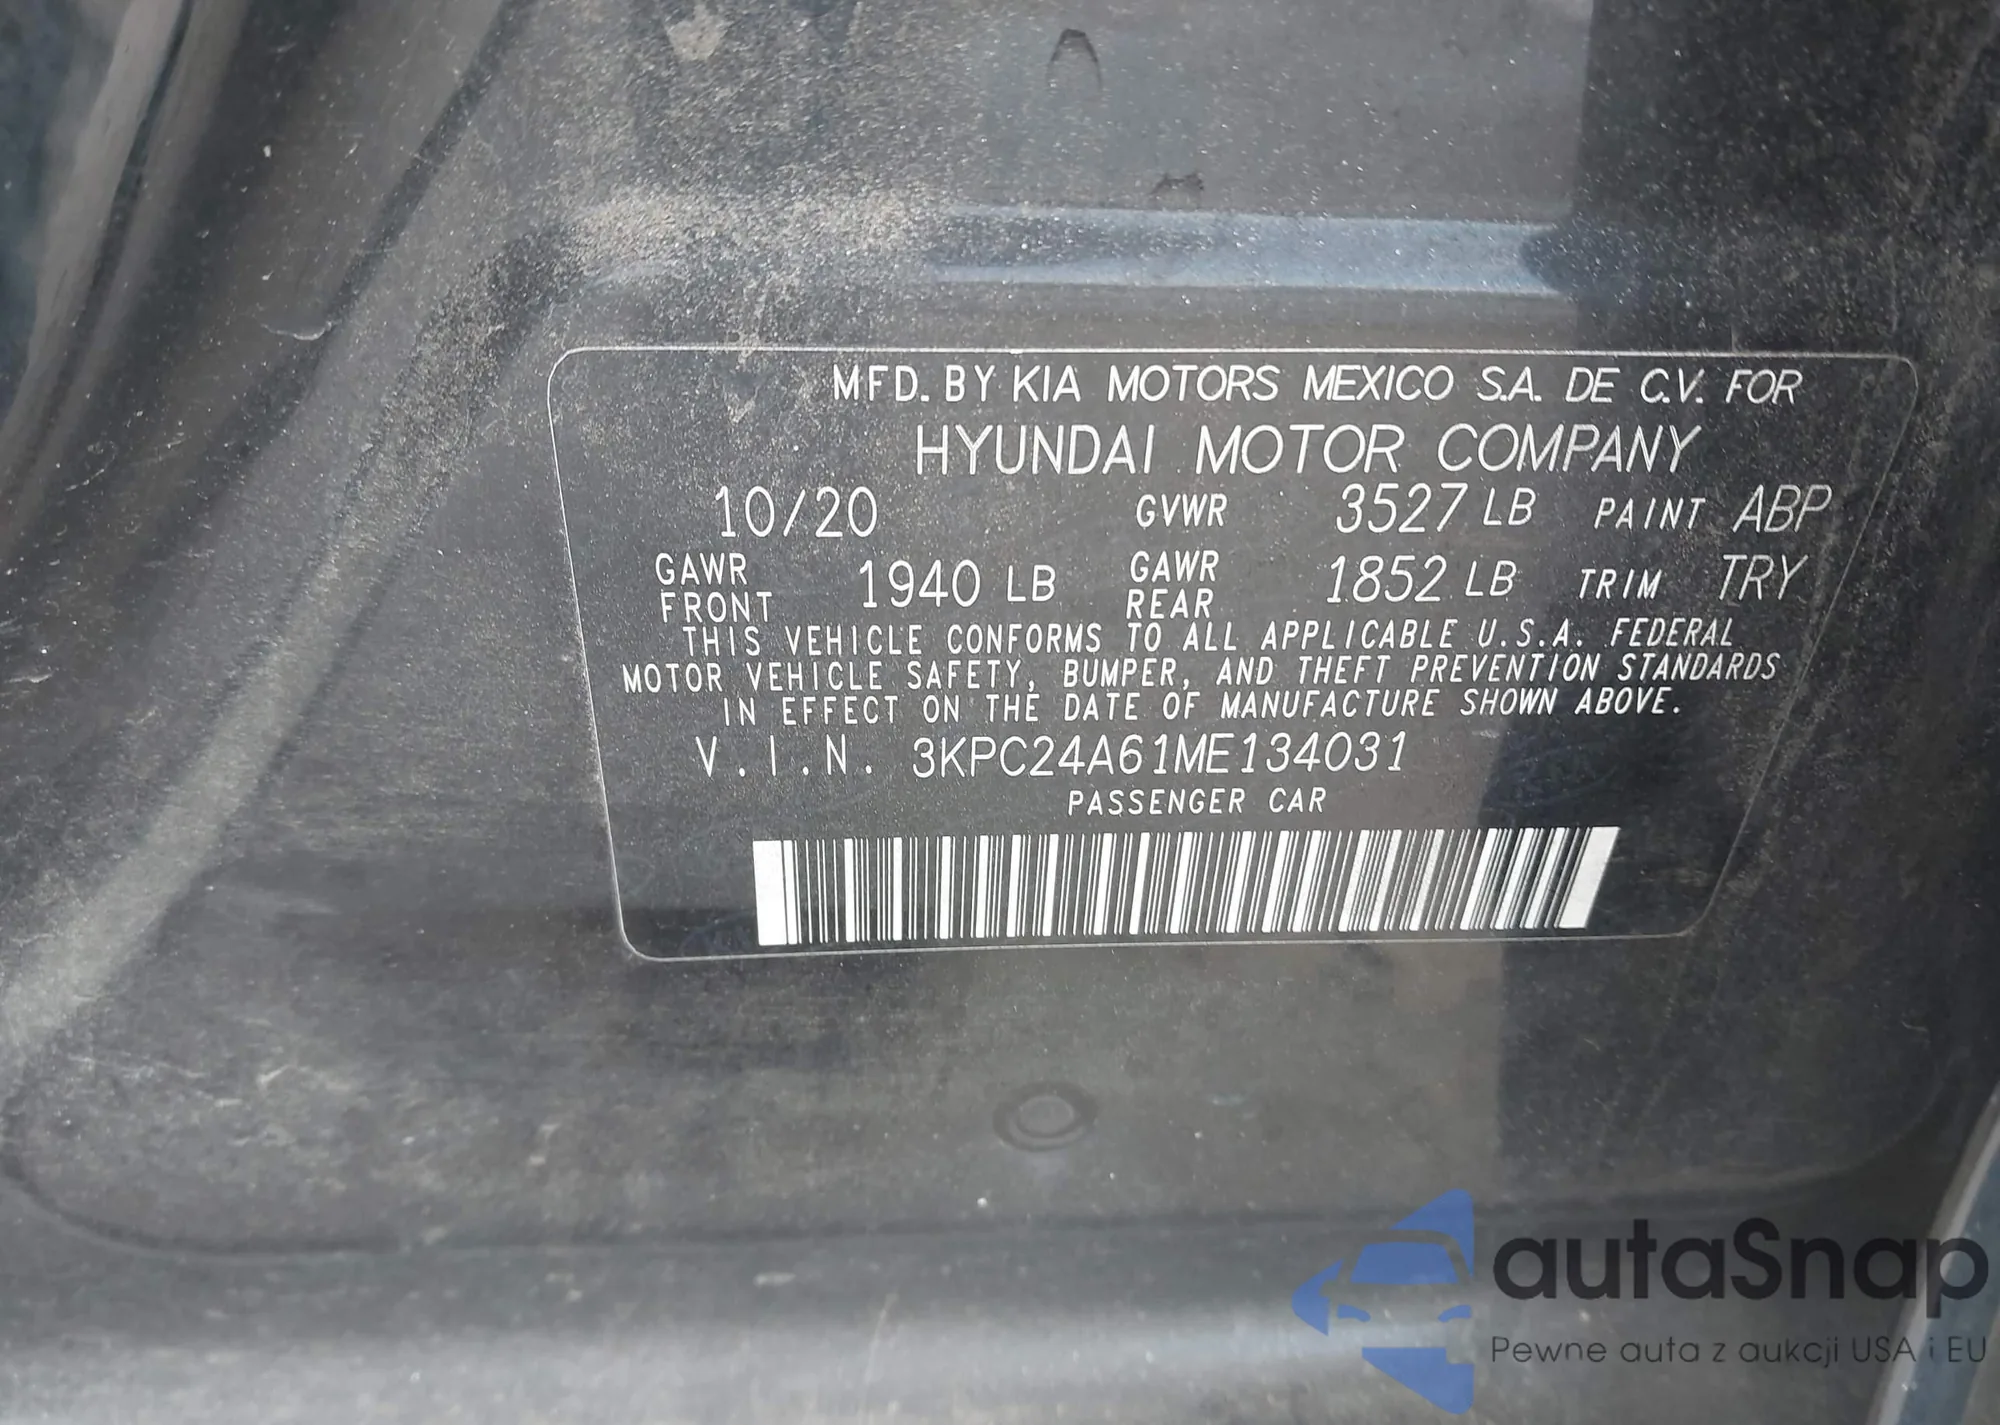 MFD. BY KIA MOTORS MEXICO S.A. DE C.V. FOR
HYUNDAI MOTOR COMPANY
10/20 GVWR 3527 LB PAINT ABP
GAWR FRONT 1940 LB GAWR REAR 1852 LB TRIM TRY
THIS VEHICLE CONFORMS TO ALL APPLICABLE U.S.A. FEDERAL
MOTOR VEHICLE SAFETY, BUMPER, AND THEFT PREVENTION STANDARDS
IN EFFECT ON THE DATE OF MANUFACTURE SHOWN ABOVE.
V.I.N. 3KPC24A61ME134031
PASSENGER CAR
autaSnap
Pewne auta z aukcji USA i EU